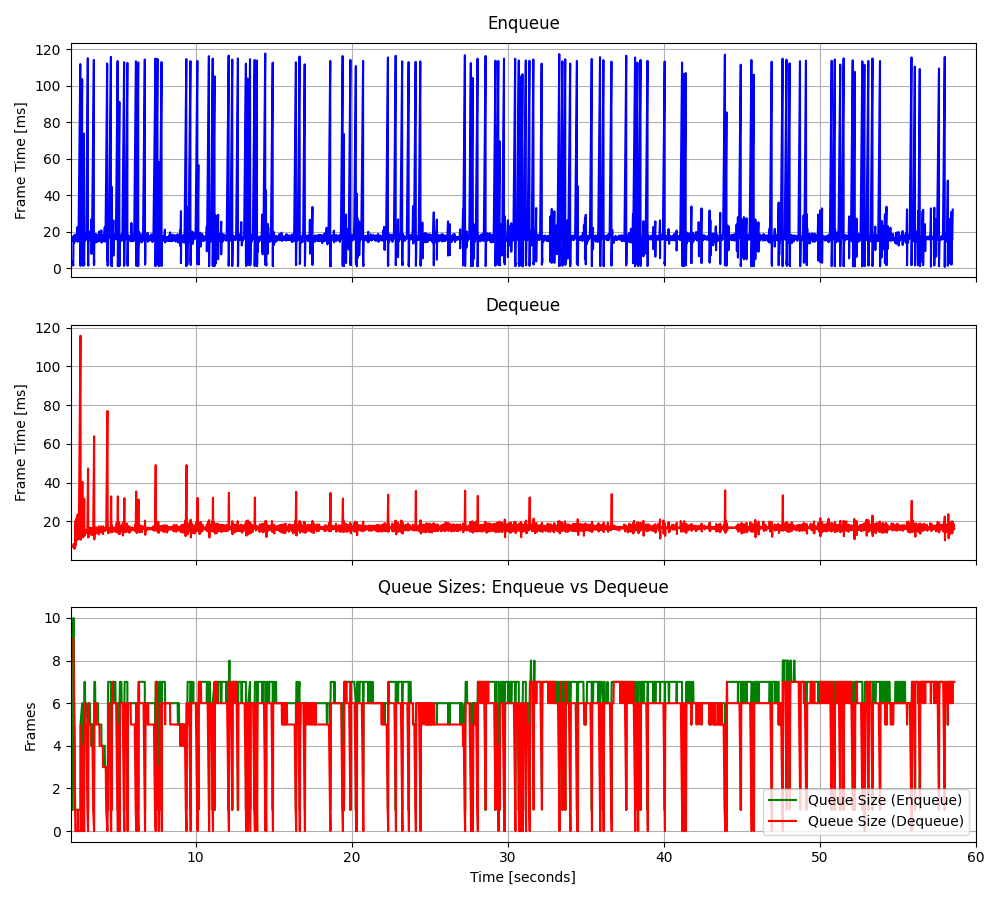 Enqueue
Frame Time [ms]
120
100
80
60
40
20
0
Dequeue
Frame Time [ms]
120
100
80
60
40
20
Queue Sizes: Enqueue vs Dequeue
Frames
10
8
6
4
2
0
Queue Size (Enqueue)
Queue Size (Dequeue)
10 20 30 40 50 60
Time [seconds]